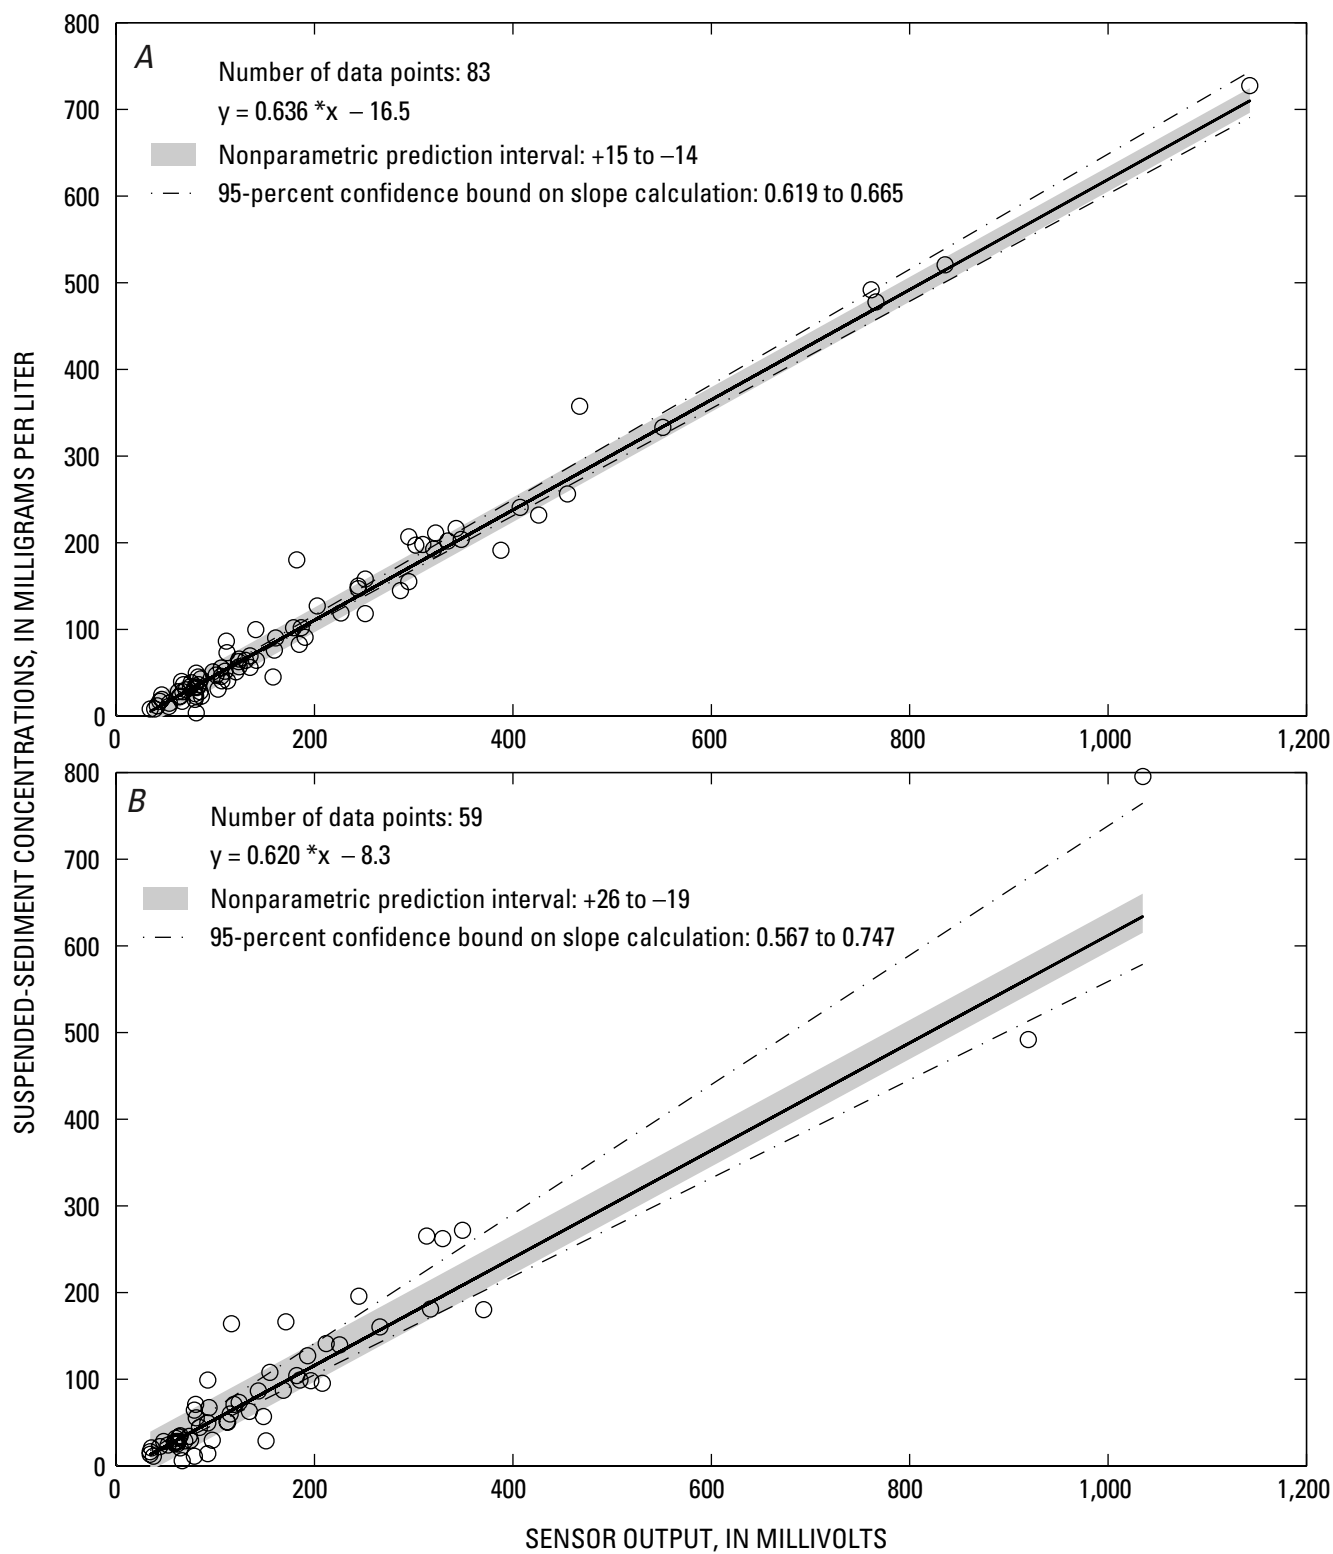 SUSPENDED-SEDIMENT CONCENTRATIONS, IN MILLIGRAMS PER LITER
A
Number of data points: 83
y = 0.636 *x – 16.5
Nonparametric prediction interval: +15 to –14
95-percent confidence bound on slope calculation: 0.619 to 0.665
800
700
600
500
400
300
200
100
0
0 200 400 600 800 1,000 1,200
B
Number of data points: 59
y = 0.620 *x – 8.3
Nonparametric prediction interval: +26 to –19
95-percent confidence bound on slope calculation: 0.567 to 0.747
800
700
600
500
400
300
200
100
0
0 200 400 600 800 1,000 1,200
SENSOR OUTPUT, IN MILLIVOLTS